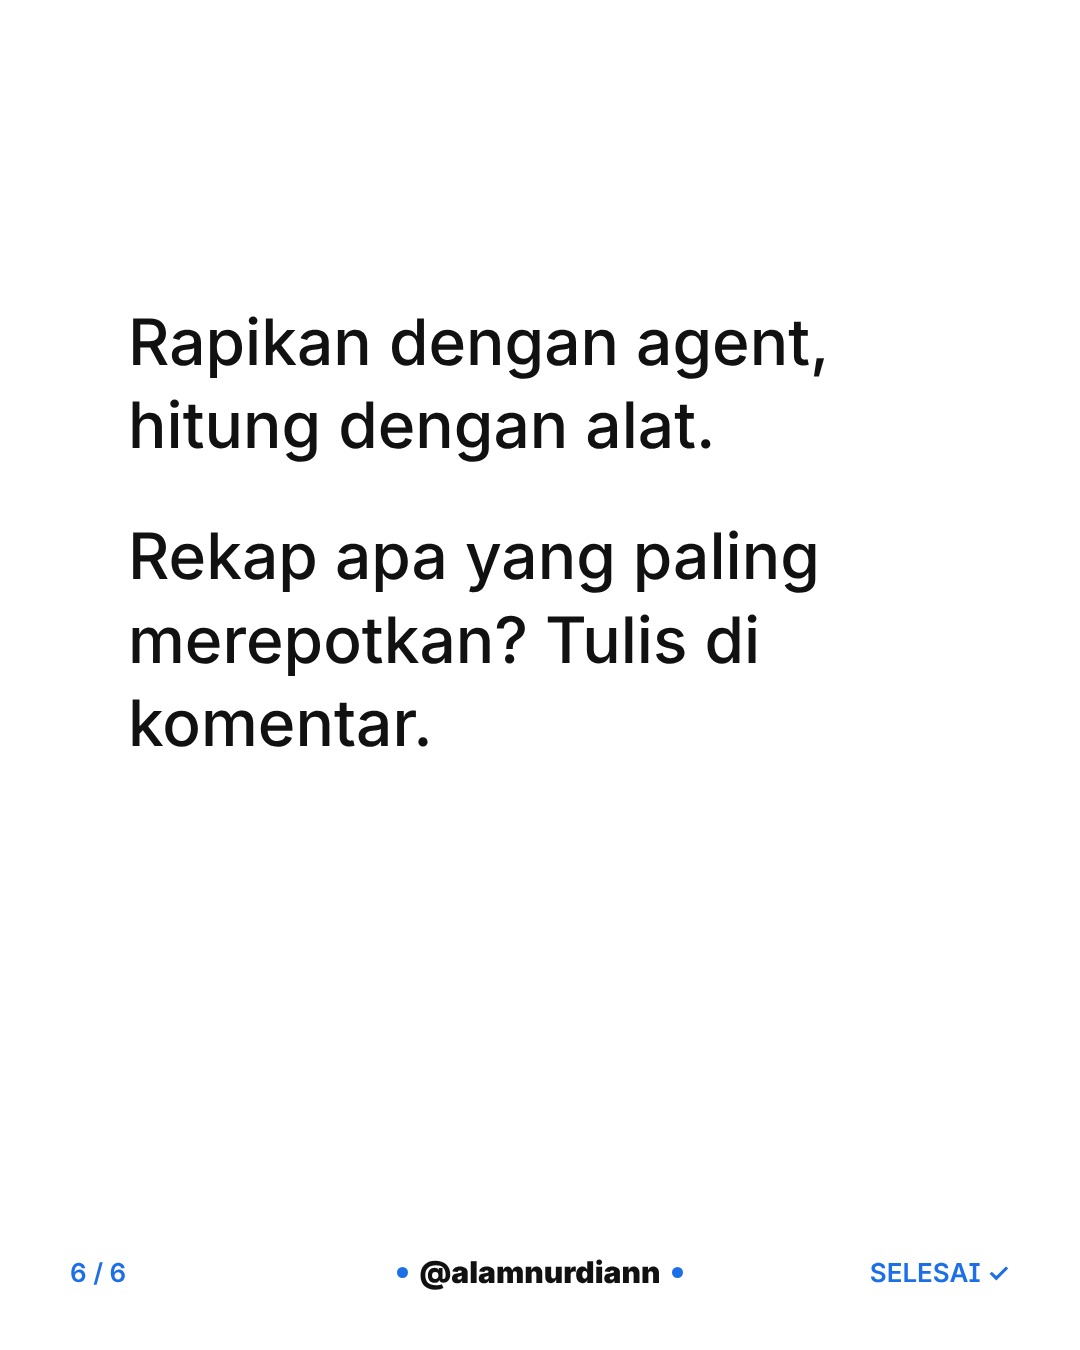 Rapikan dengan agent,
hitung dengan alat.
Rekap apa yang paling
merepotkan? Tulis di
komentar.
6 / 6
• @alamnurdiann •
SELESAI ✓